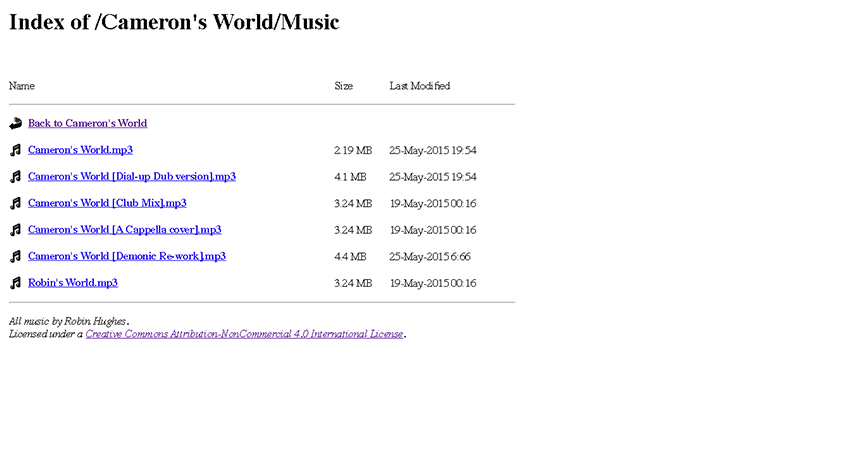 Index of /Cameron's World/Music
Name Size Last Modified
Back to Cameron's World
Cameron's World.mp3 2.19 MB 25-May-2015 19:54
Cameron's World [Dial-up Dub version].mp3 4.1 MB 25-May-2015 19:54
Cameron's World [Club Mix].mp3 3.24 MB 19-May-2015 00:16
Cameron's World [A Cappella cover].mp3 3.24 MB 19-May-2015 00:16
Cameron's World [Demonic Re-work].mp3 4.4 MB 25-May-2015 6:66
Robin's World.mp3 3.24 MB 19-May-2015 00:16
All music by Robin Hughes.
Licensed under a Creative Commons Attribution-NonCommercial 4.0 International License.